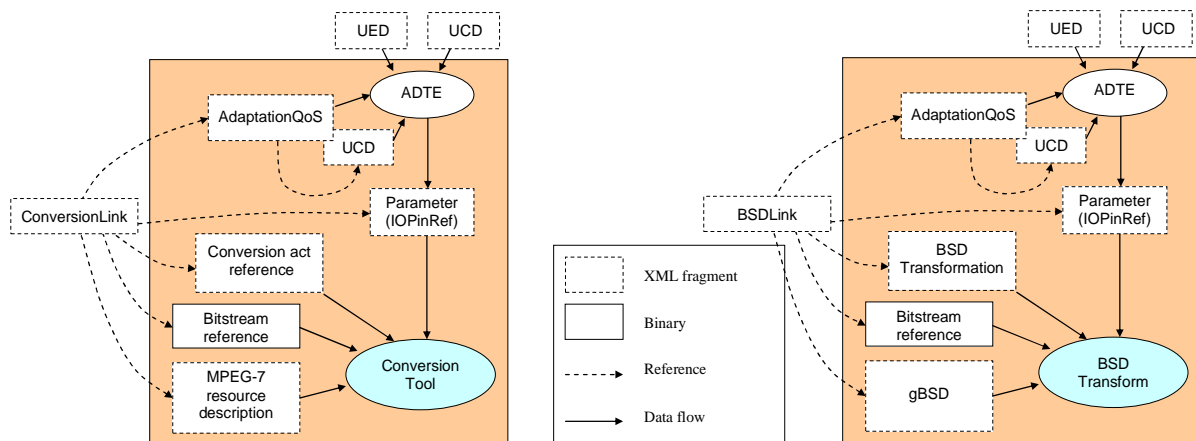 UED
UCD
ADTE
AdaptationQoS
UCD
ConversionLink
Parameter
(IOPinRef)
Conversion act
reference
Bitstream
reference
MPEG-7
resource
description
Conversion
Tool
XML fragment
Binary
Reference
Data flow
UED
UCD
ADTE
AdaptationQoS
UCD
BSDLink
Parameter
(IOPinRef)
BSD
Transformation
Bitstream
reference
gBSD
BSD
Transform